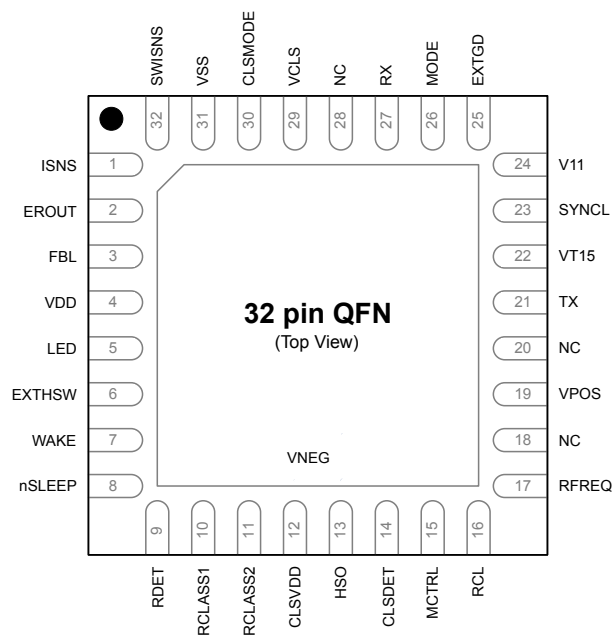 SWISNS
VSS
CLSMODE
VCLS
NC
RX
MODE
EXTGD
32
31
30
29
28
27
26
25
ISNS 1
EROUT 2
FBL 3
VDD 4
LED 5
EXTHSW 6
WAKE 7
nSLEEP 8
24 V11
23 SYNCL
22 VT15
21 TX
20 NC
19 VPOS
18 NC
17 RFREQ
32 pin QFN
(Top View)
VNEG
9
10
11
12
13
14
15
16
RDET
RCLASS1
RCLASS2
CLSVDD
HSO
CLSDET
MCTRL
RCL